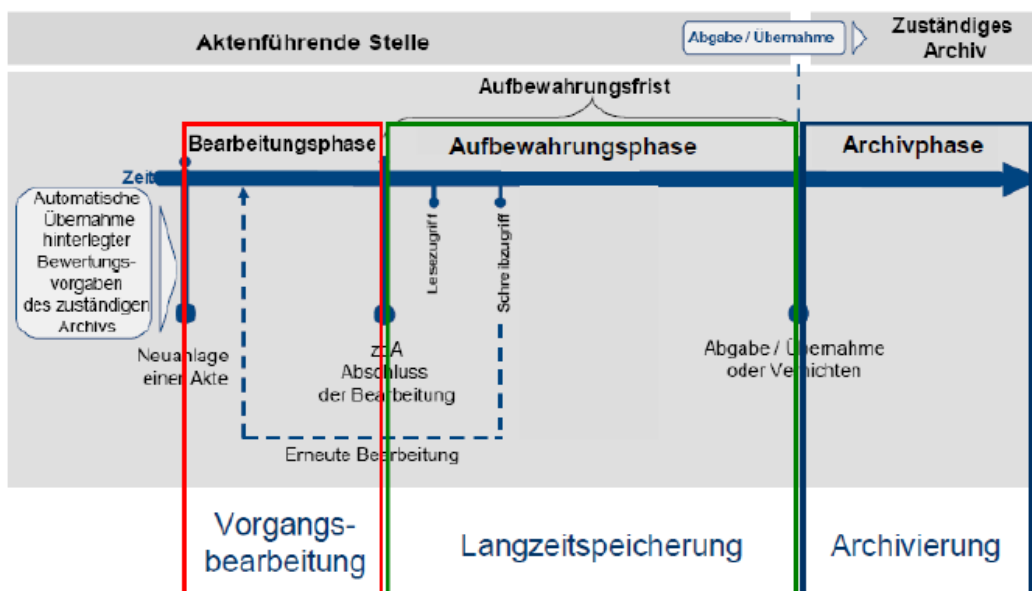 Aktenführende Stelle
Abgabe / Übernahme
Zuständiges
Archiv
Aufbewahrungsfrist
Bearbeitungsphase
Aufbewahrungsphase
Archivphase
Zeit
Automatische
Übernahme
hinterlegter
Bewertungs-
vorgaben
des zuständigen
Archivs
Lesezugriff
Schreibzugriff
Neuanlage
einer Akte
zdA
Abschluss
der Bearbeitung
Abgabe / Übernahme
oder Vernichten
Erneute Bearbeitung
Vorgangs-
bearbeitung
Langzeitspeicherung
Archivierung